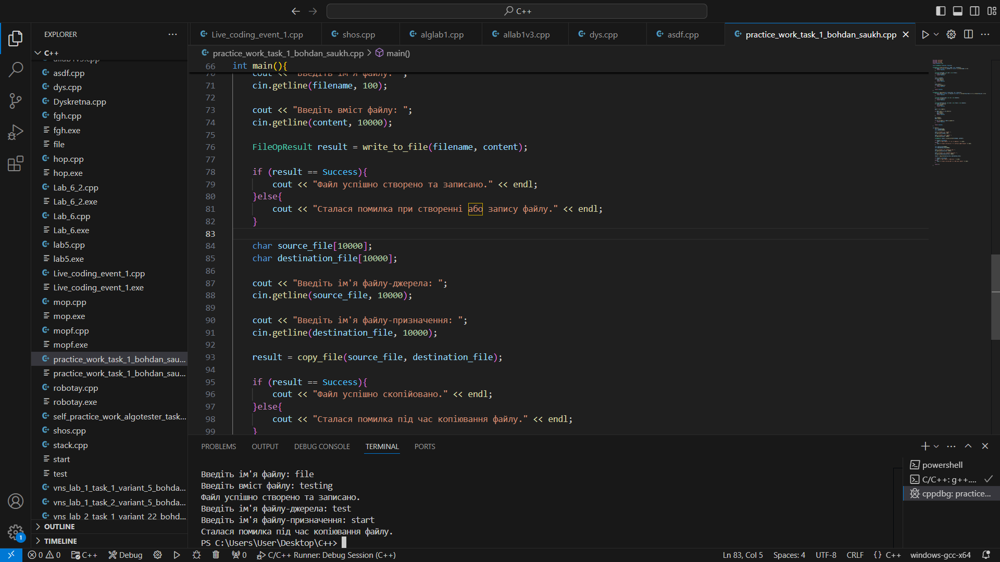 C++
EXPLORER
Live_coding_event_1.cpp
shos.cpp
alglab1.cpp
allab1v3.cpp
dys.cpp
asdf.cpp
practice_work_task_1_bohdan_saukh.cpp
C++
allab1v3.cpp
asdf.cpp
dys.cpp
Dyskretna.cpp
fgh.cpp
fgh.exe
file
hop.cpp
hop.exe
Lab_6_2.cpp
Lab_6_2.exe
Lab_6.cpp
Lab_6.exe
lab5.cpp
lab5.exe
Live_coding_event_1.cpp
Live_coding_event_1.exe
mop.cpp
mop.exe
mopf.cpp
mopf.exe
practice_work_task_1_bohdan_sau...
practice_work_task_1_bohdan_sau...
robotay.cpp
robotay.exe
self_practice_work_algotester_task...
shos.cpp
stack.cpp
start
test
vns_lab_1_task_1_variant_5_bohda...
vns_lab_1_task_2_variant_5_bohda...
vns_lab_2_task_1_variant_22_bohd...
OUTLINE
TIMELINE
practice_work_task_1_bohdan_saukh.cpp > main()
66 int main(){
70 cout << "Введіть ім'я файлу: ";
71 cin.getline(filename, 100);
72
73 cout << "Введіть вміст файлу: ";
74 cin.getline(content, 10000);
75
76 FileOpResult result = write_to_file(filename, content);
77
78 if (result == Success){
79 cout << "Файл успішно створено та записано." << endl;
80 }else{
81 cout << "Сталася помилка при створенні або запису файлу." << endl;
82 }
83
84 char source_file[10000];
85 char destination_file[10000];
86
87 cout << "Введіть ім'я файлу-джерела: ";
88 cin.getline(source_file, 10000);
89
90 cout << "Введіть ім'я файлу-призначення: ";
91 cin.getline(destination_file, 10000);
92
93 result = copy_file(source_file, destination_file);
94
95 if (result == Success){
96 cout << "Файл успішно скопійовано." << endl;
97 }else{
98 cout << "Сталася помилка під час копіювання файлу." << endl;
99 }
PROBLEMS OUTPUT DEBUG CONSOLE TERMINAL PORTS
Введіть ім'я файлу: file
Введіть вміст файлу: testing
Файл успішно створено та записано.
Введіть ім'я файлу-джерела: test
Введіть ім'я файлу-призначення: start
Сталася помилка під час копіювання файлу.
PS C:\Users\User\Desktop\C++>
powershell
C/C++: g++....
cppdbg: practice...
1
0 0 C++ Debug 0 C/C++ Runner: Debug Session (C++)
Ln 83, Col 5 Spaces: 4 UTF-8 CRLF {} C++ windows-gcc-x64